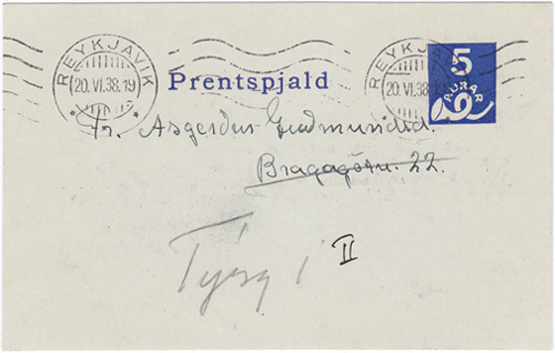 REYKJAVIK
20.VI.38.19
Prentspjald
REYKJAVIK
20.VI.38.19
5
AURAR
Fr. Asgerdur Gudmundsd.
Bragagötu 22.
II